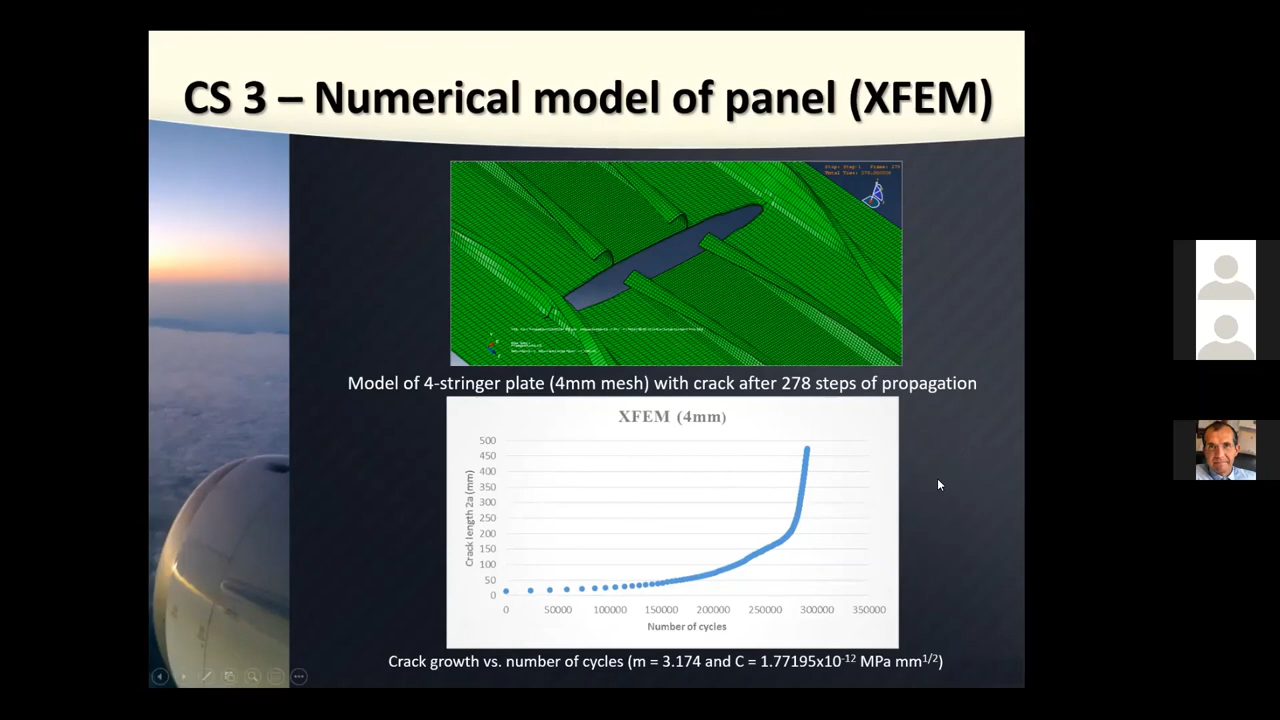 CS 3 – Numerical model of panel (XFEM)
Model of 4-stringer plate (4mm mesh) with crack after 278 steps of propagation
XFEM (4mm)
Crack length 2a (mm)
500
450
400
350
300
250
200
150
100
50
0
0 50000 100000 150000 200000 250000 300000 350000
Number of cycles
Crack growth vs. number of cycles (m = 3.174 and C = 1.77195x10⁻¹² MPa mm¹/²)